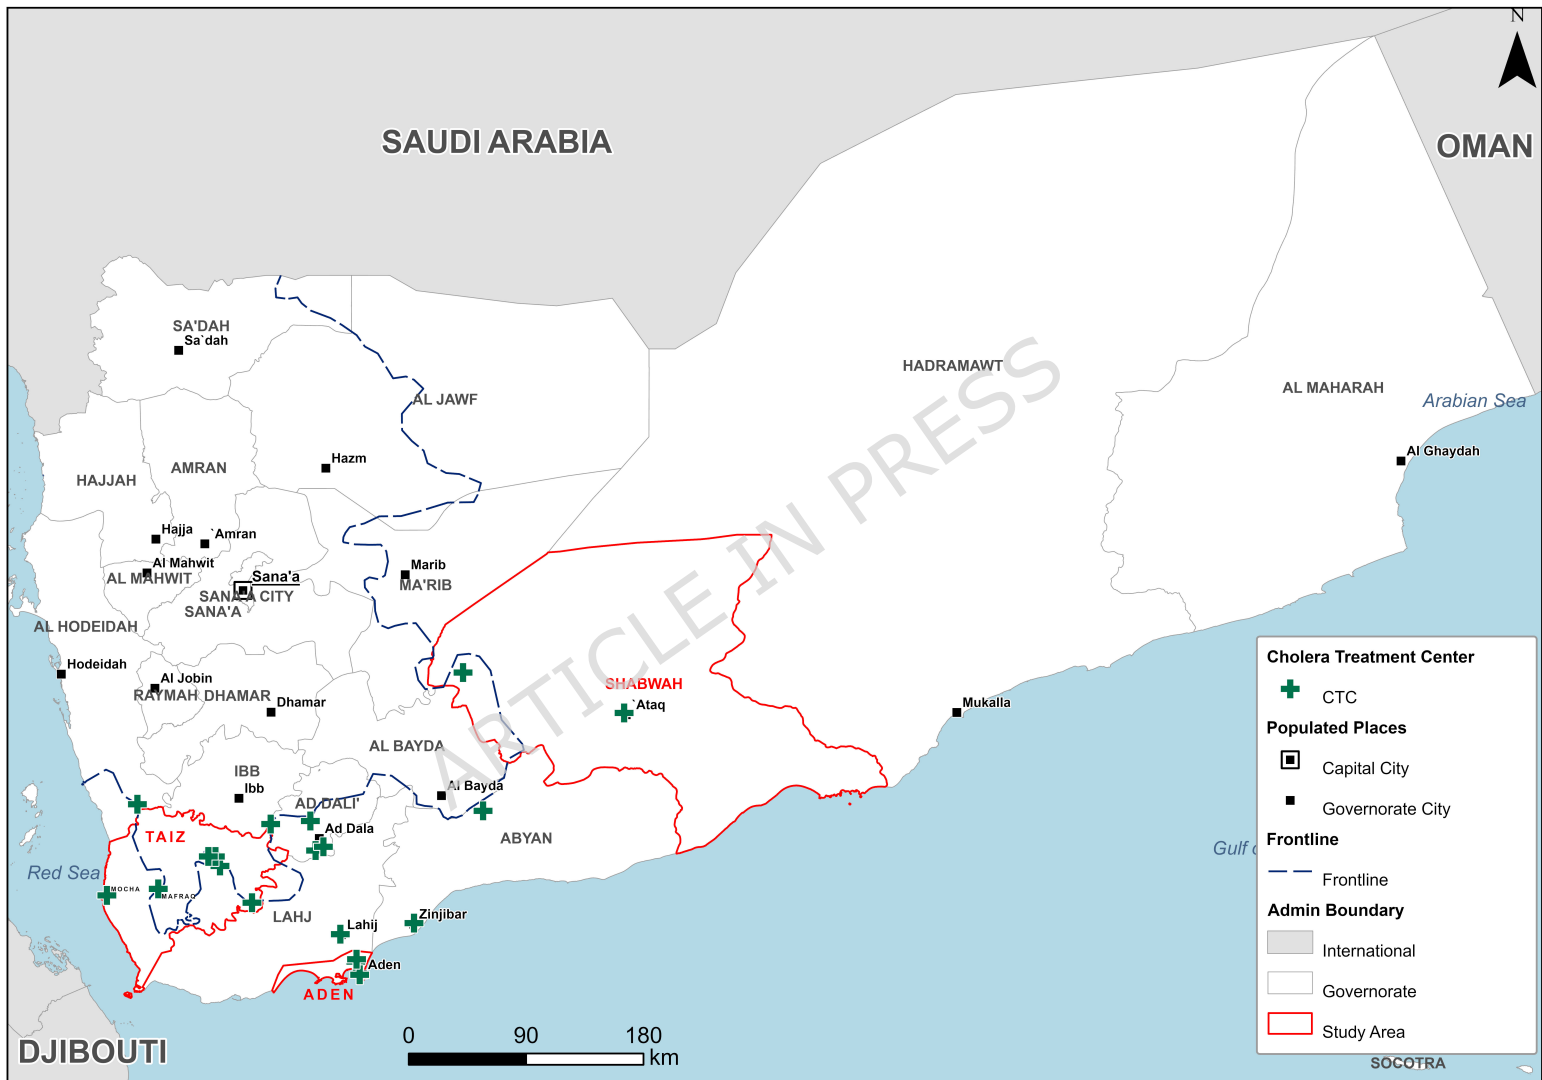 N
SAUDI ARABIA
OMAN
SA'DAH
Sa`dah
HADRAMAWT
AL MAHARAH
Arabian Sea
AL JAWF
Al Ghaydah
Hazm
AMRAN
HAJJAH
Hajja
`Amran
Al Mahwit
AL MAHWIT
Marib
MA'RIB
Sana'a
SANA'A CITY
SANA'A
AL HODEIDAH
Hodeidah
Al Jobin
RAYMAH
DHAMAR
Dhamar
SHABWAH
`Ataq
Mukalla
AL BAYDA
Al Bayda
IBB
Ibb
AD DALI'
Ad Dala
ABYAN
TAIZ
Red Sea
MOCHA
MAFRAQ
LAHJ
Lahij
Zinjibar
Aden
ADEN
Gulf
DJIBOUTI
SOCOTRA
0 90 180
km
Cholera Treatment Center
CTC
Populated Places
Capital City
Governorate City
Frontline
Frontline
Admin Boundary
International
Governorate
Study Area
ARTICLE IN PRESS